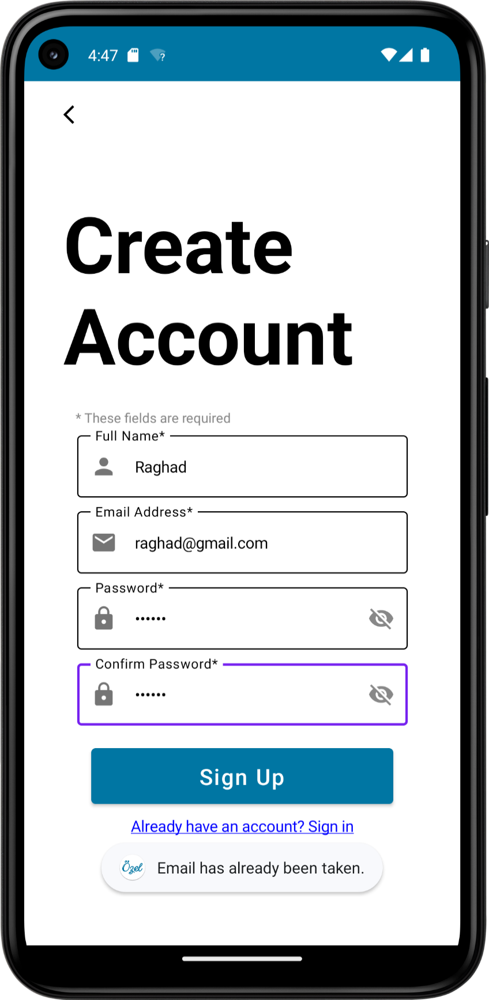 4:47
?
Create
Account
* These fields are required
Full Name*
Raghad
Email Address*
raghad@gmail.com
Password*
••••••
Confirm Password*
••••••
Sign Up
Already have an account? Sign in
Özel Email has already been taken.